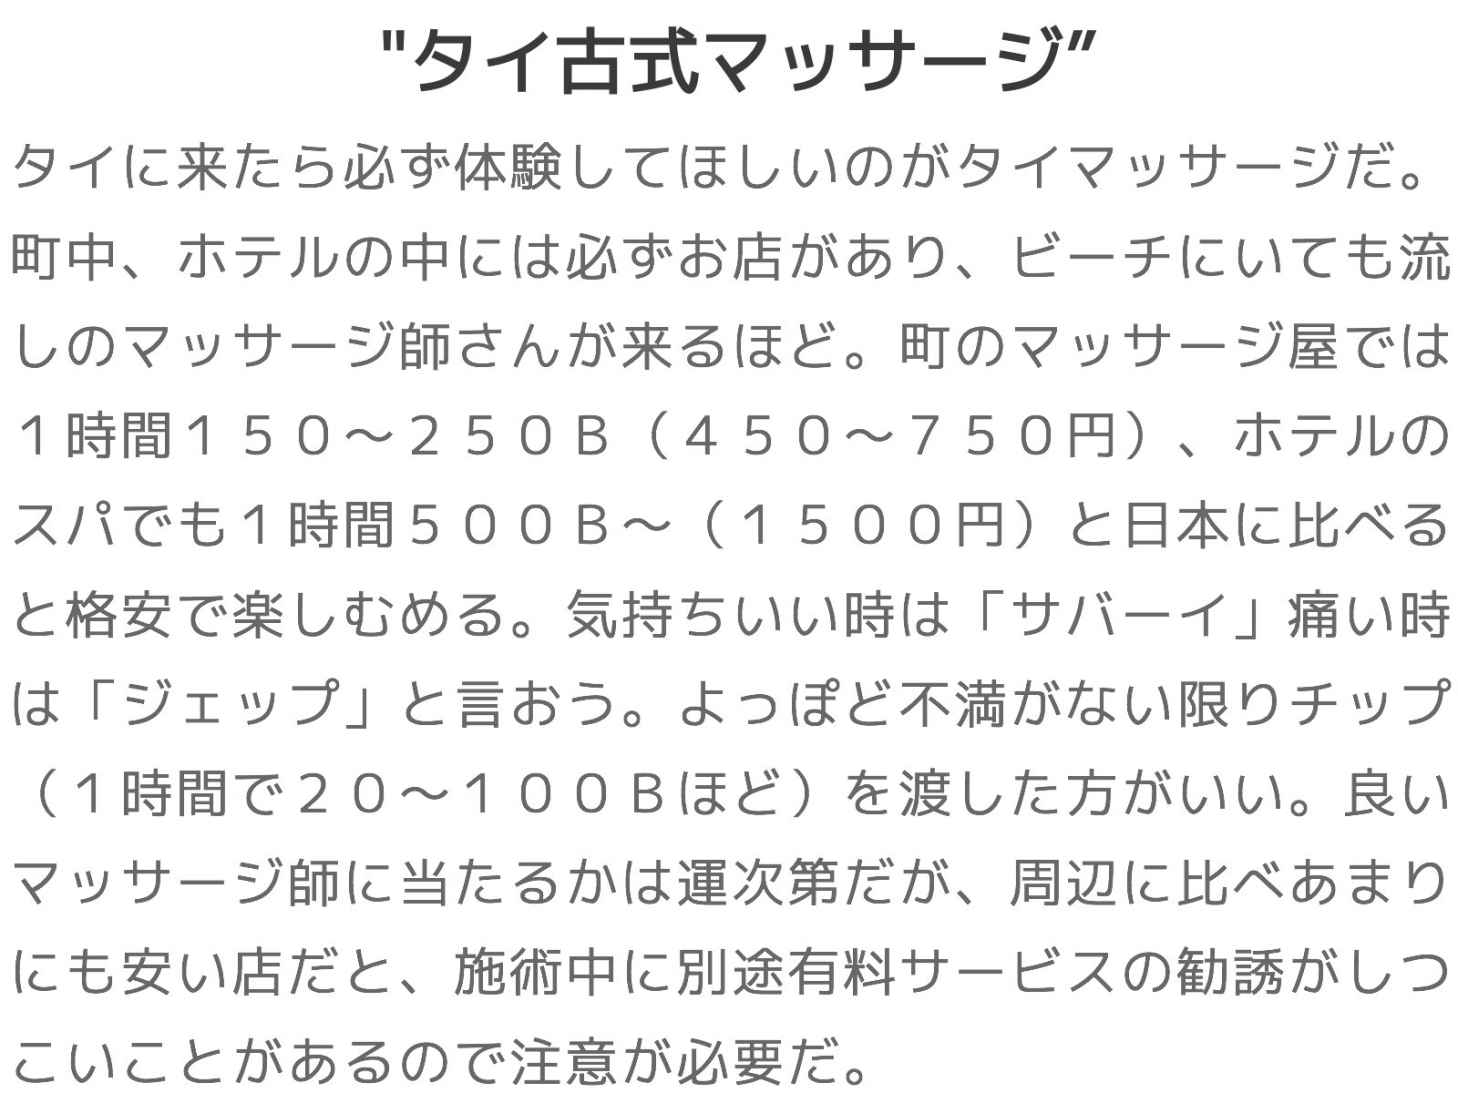 "タイ古式マッサージ”
タイに来たら必ず体験してほしいのがタイマッサージだ。
町中、ホテルの中には必ずお店があり、ビーチにいても流
しのマッサージ師さんが来るほど。町のマッサージ屋では
１時間１５０～２５０Ｂ（４５０～７５０円）、ホテルの
スパでも１時間５００Ｂ～（１５００円）と日本に比べる
と格安で楽しむめる。気持ちいい時は「サバーイ」痛い時
は「ジェップ」と言おう。よっぽど不満がない限りチップ
（１時間で２０～１００Ｂほど）を渡した方がいい。良い
マッサージ師に当たるかは運次第だが、周辺に比べあまり
にも安い店だと、施術中に別途有料サービスの勧誘がしつ
こいことがあるので注意が必要だ。